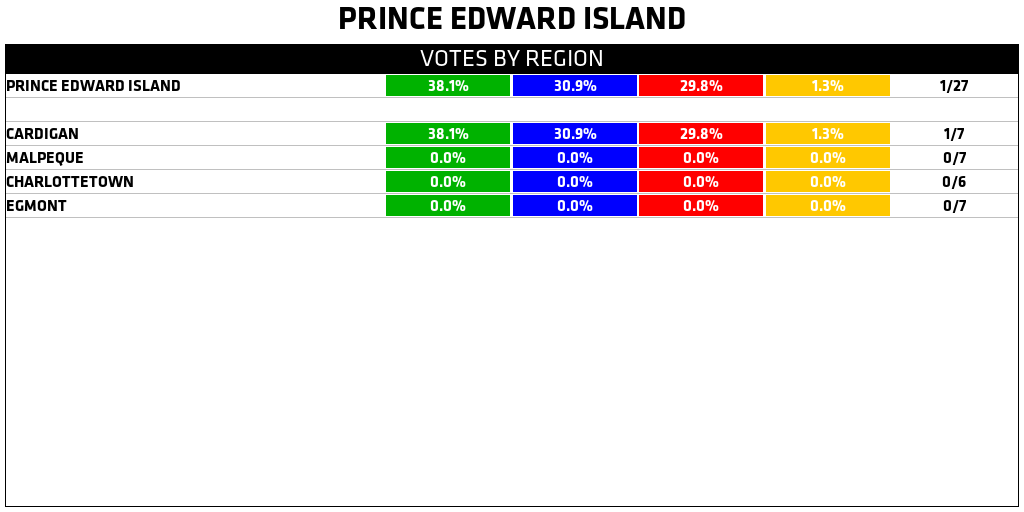 PRINCE EDWARD ISLAND
VOTES BY REGION
PRINCE EDWARD ISLAND 38.1% 30.9% 29.8% 1.3% 1/27
CARDIGAN 38.1% 30.9% 29.8% 1.3% 1/7
MALPEQUE 0.0% 0.0% 0.0% 0.0% 0/7
CHARLOTTETOWN 0.0% 0.0% 0.0% 0.0% 0/6
EGMONT 0.0% 0.0% 0.0% 0.0% 0/7